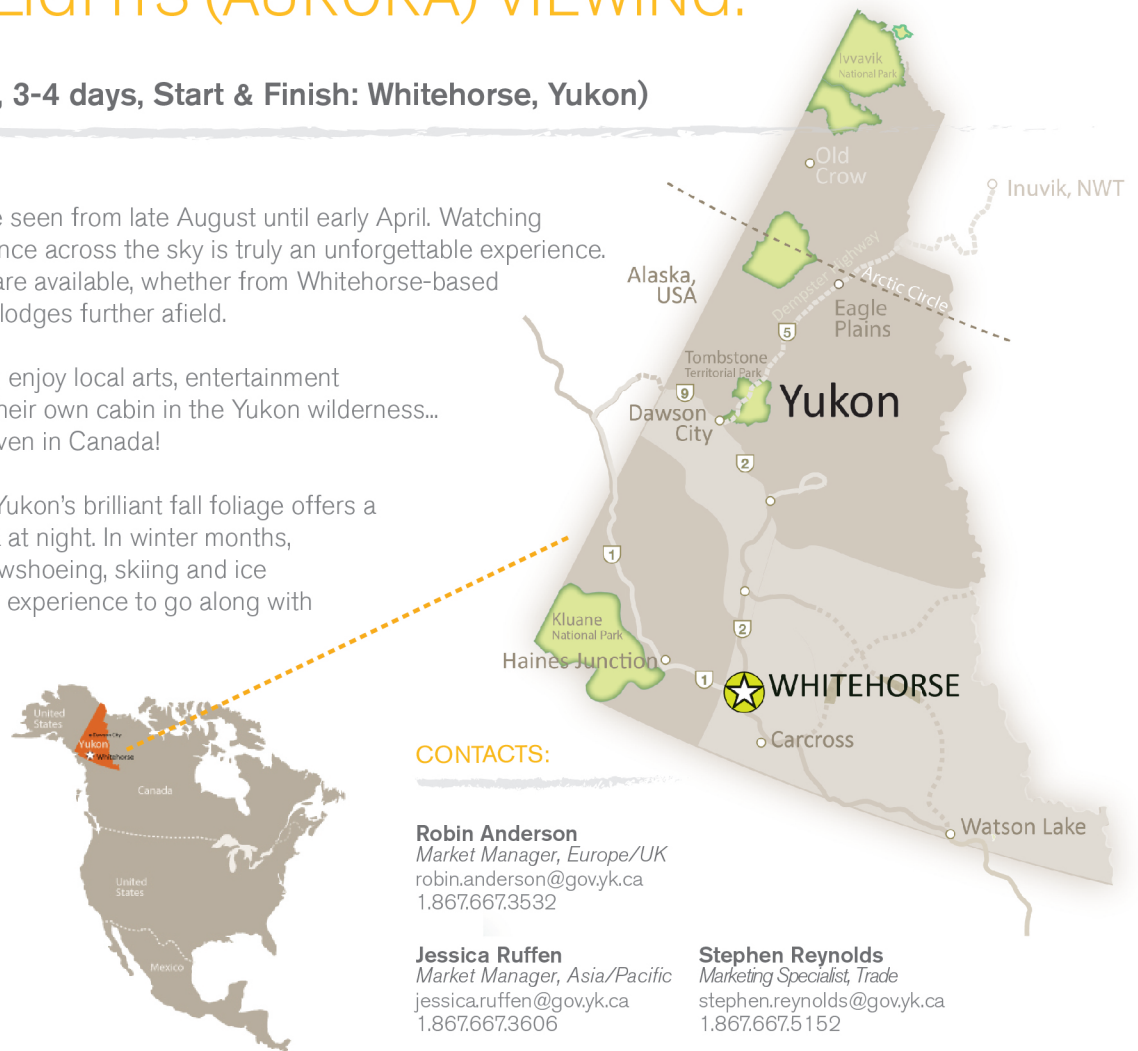 LIGHTS (AURORA) VIEWING:
, 3-4 days, Start & Finish: Whitehorse, Yukon)
seen from late August until early April. Watching
nce across the sky is truly an unforgettable experience.
are available, whether from Whitehorse-based
lodges further afield.
enjoy local arts, entertainment
heir own cabin in the Yukon wilderness...
ven in Canada!
Yukon's brilliant fall foliage offers a
at night. In winter months,
wshoeing, skiing and ice
experience to go along with
Ivvavik
National Park
Old
Crow
Inuvik, NWT
Alaska,
USA
Dempster Highway
Arctic Circle
Eagle
Plains
5
Tombstone
Territorial Park
9
Yukon
Dawson
City
2
1
Kluane
National Park
2
Haines Junction
1
WHITEHORSE
Carcross
Watson Lake
United
States
Dawson City
Yukon
Whitehorse
Canada
United
States
Mexico
CONTACTS:
Robin Anderson
Market Manager, Europe/UK
robin.anderson@gov.yk.ca
1.867.667.3532
Jessica Ruffen
Market Manager, Asia/Pacific
jessica.ruffen@gov.yk.ca
1.867.667.3606
Stephen Reynolds
Marketing Specialist, Trade
stephen.reynolds@gov.yk.ca
1.867.667.5152